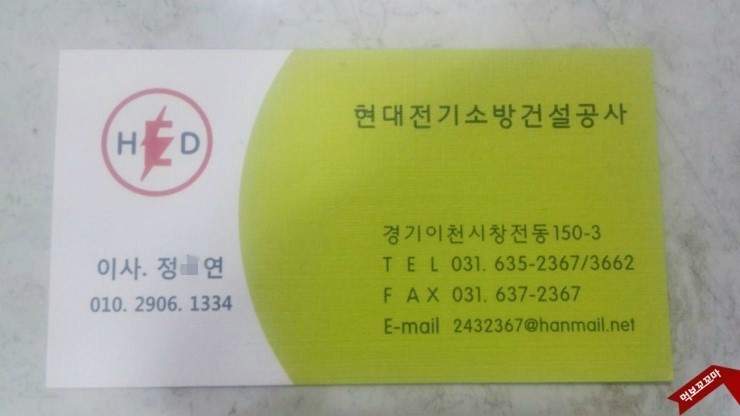 현대전기소방건설공사
HED
이사. 정 연
010. 2906. 1334
경기이천시창전동150-3
TEL 031. 635-2367/3662
FAX 031. 637-2367
E-mail 2432367@hanmail.net
먹보꼬꼬마